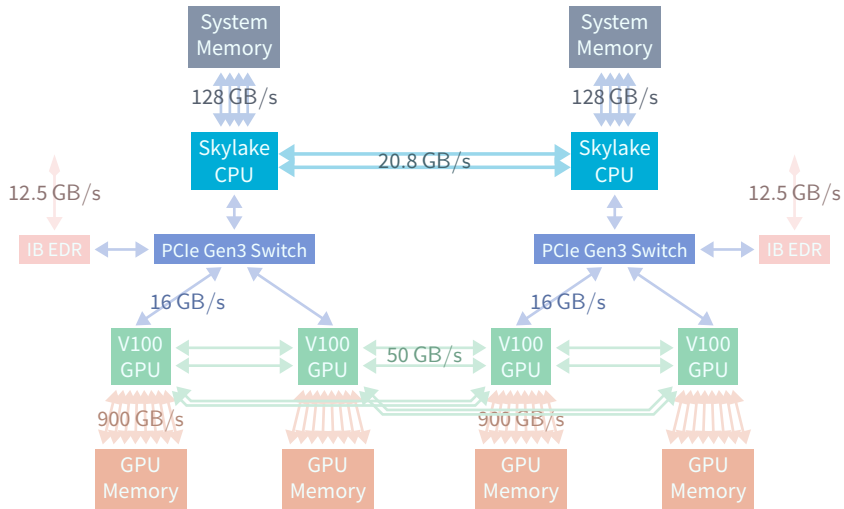 System
Memory
System
Memory
128 GB/s
128 GB/s
Skylake
CPU
20.8 GB/s
Skylake
CPU
12.5 GB/s
12.5 GB/s
IB EDR
PCIe Gen3 Switch
PCIe Gen3 Switch
IB EDR
16 GB/s
16 GB/s
V100
GPU
V100
GPU
50 GB/s
V100
GPU
V100
GPU
900 GB/s
900 GB/s
GPU
Memory
GPU
Memory
GPU
Memory
GPU
Memory